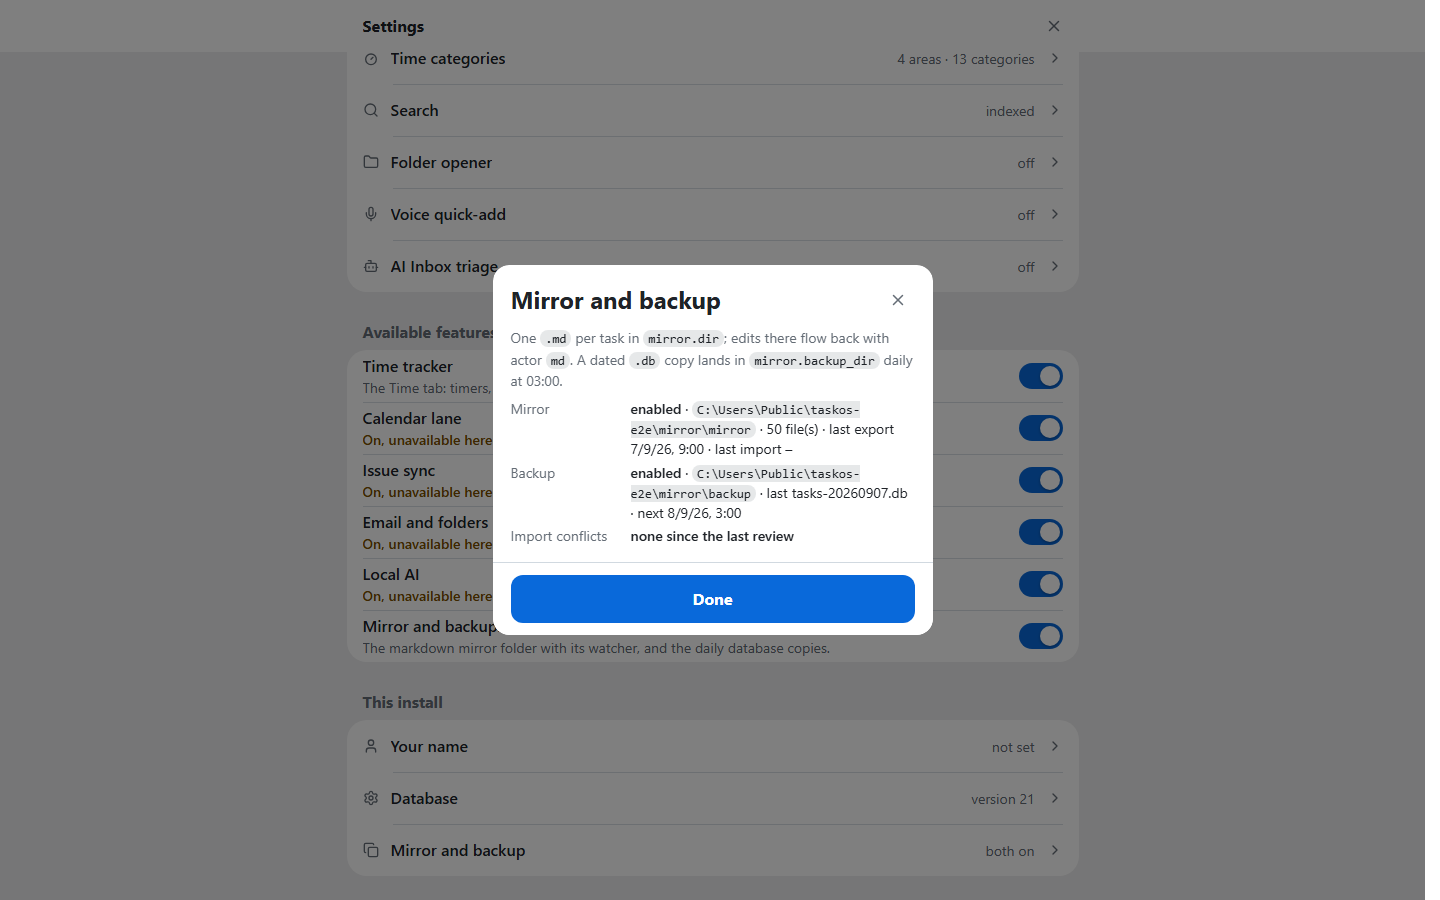 Settings
Time categories
4 areas · 13 categories
Search
indexed
Folder opener
off
Voice quick-add
off
AI Inbox triage
off
Available features
Time tracker
The Time tab: timers,
Calendar lane
On, unavailable here
Issue sync
On, unavailable here
Email and folders
On, unavailable here
Local AI
On, unavailable here
Mirror and backup
The markdown mirror folder with its watcher, and the daily database copies.
This install
Your name
not set
Database
version 21
Mirror and backup
both on
Mirror and backup
One .md per task in mirror.dir; edits there flow back with
actor md. A dated .db copy lands in mirror.backup_dir daily
at 03:00.
Mirror
enabled · C:\Users\Public\taskos-
e2e\mirror\mirror · 50 file(s) · last export
7/9/26, 9:00 · last import –
Backup
enabled · C:\Users\Public\taskos-
e2e\mirror\backup · last tasks-20260907.db
· next 8/9/26, 3:00
Import conflicts
none since the last review
Done